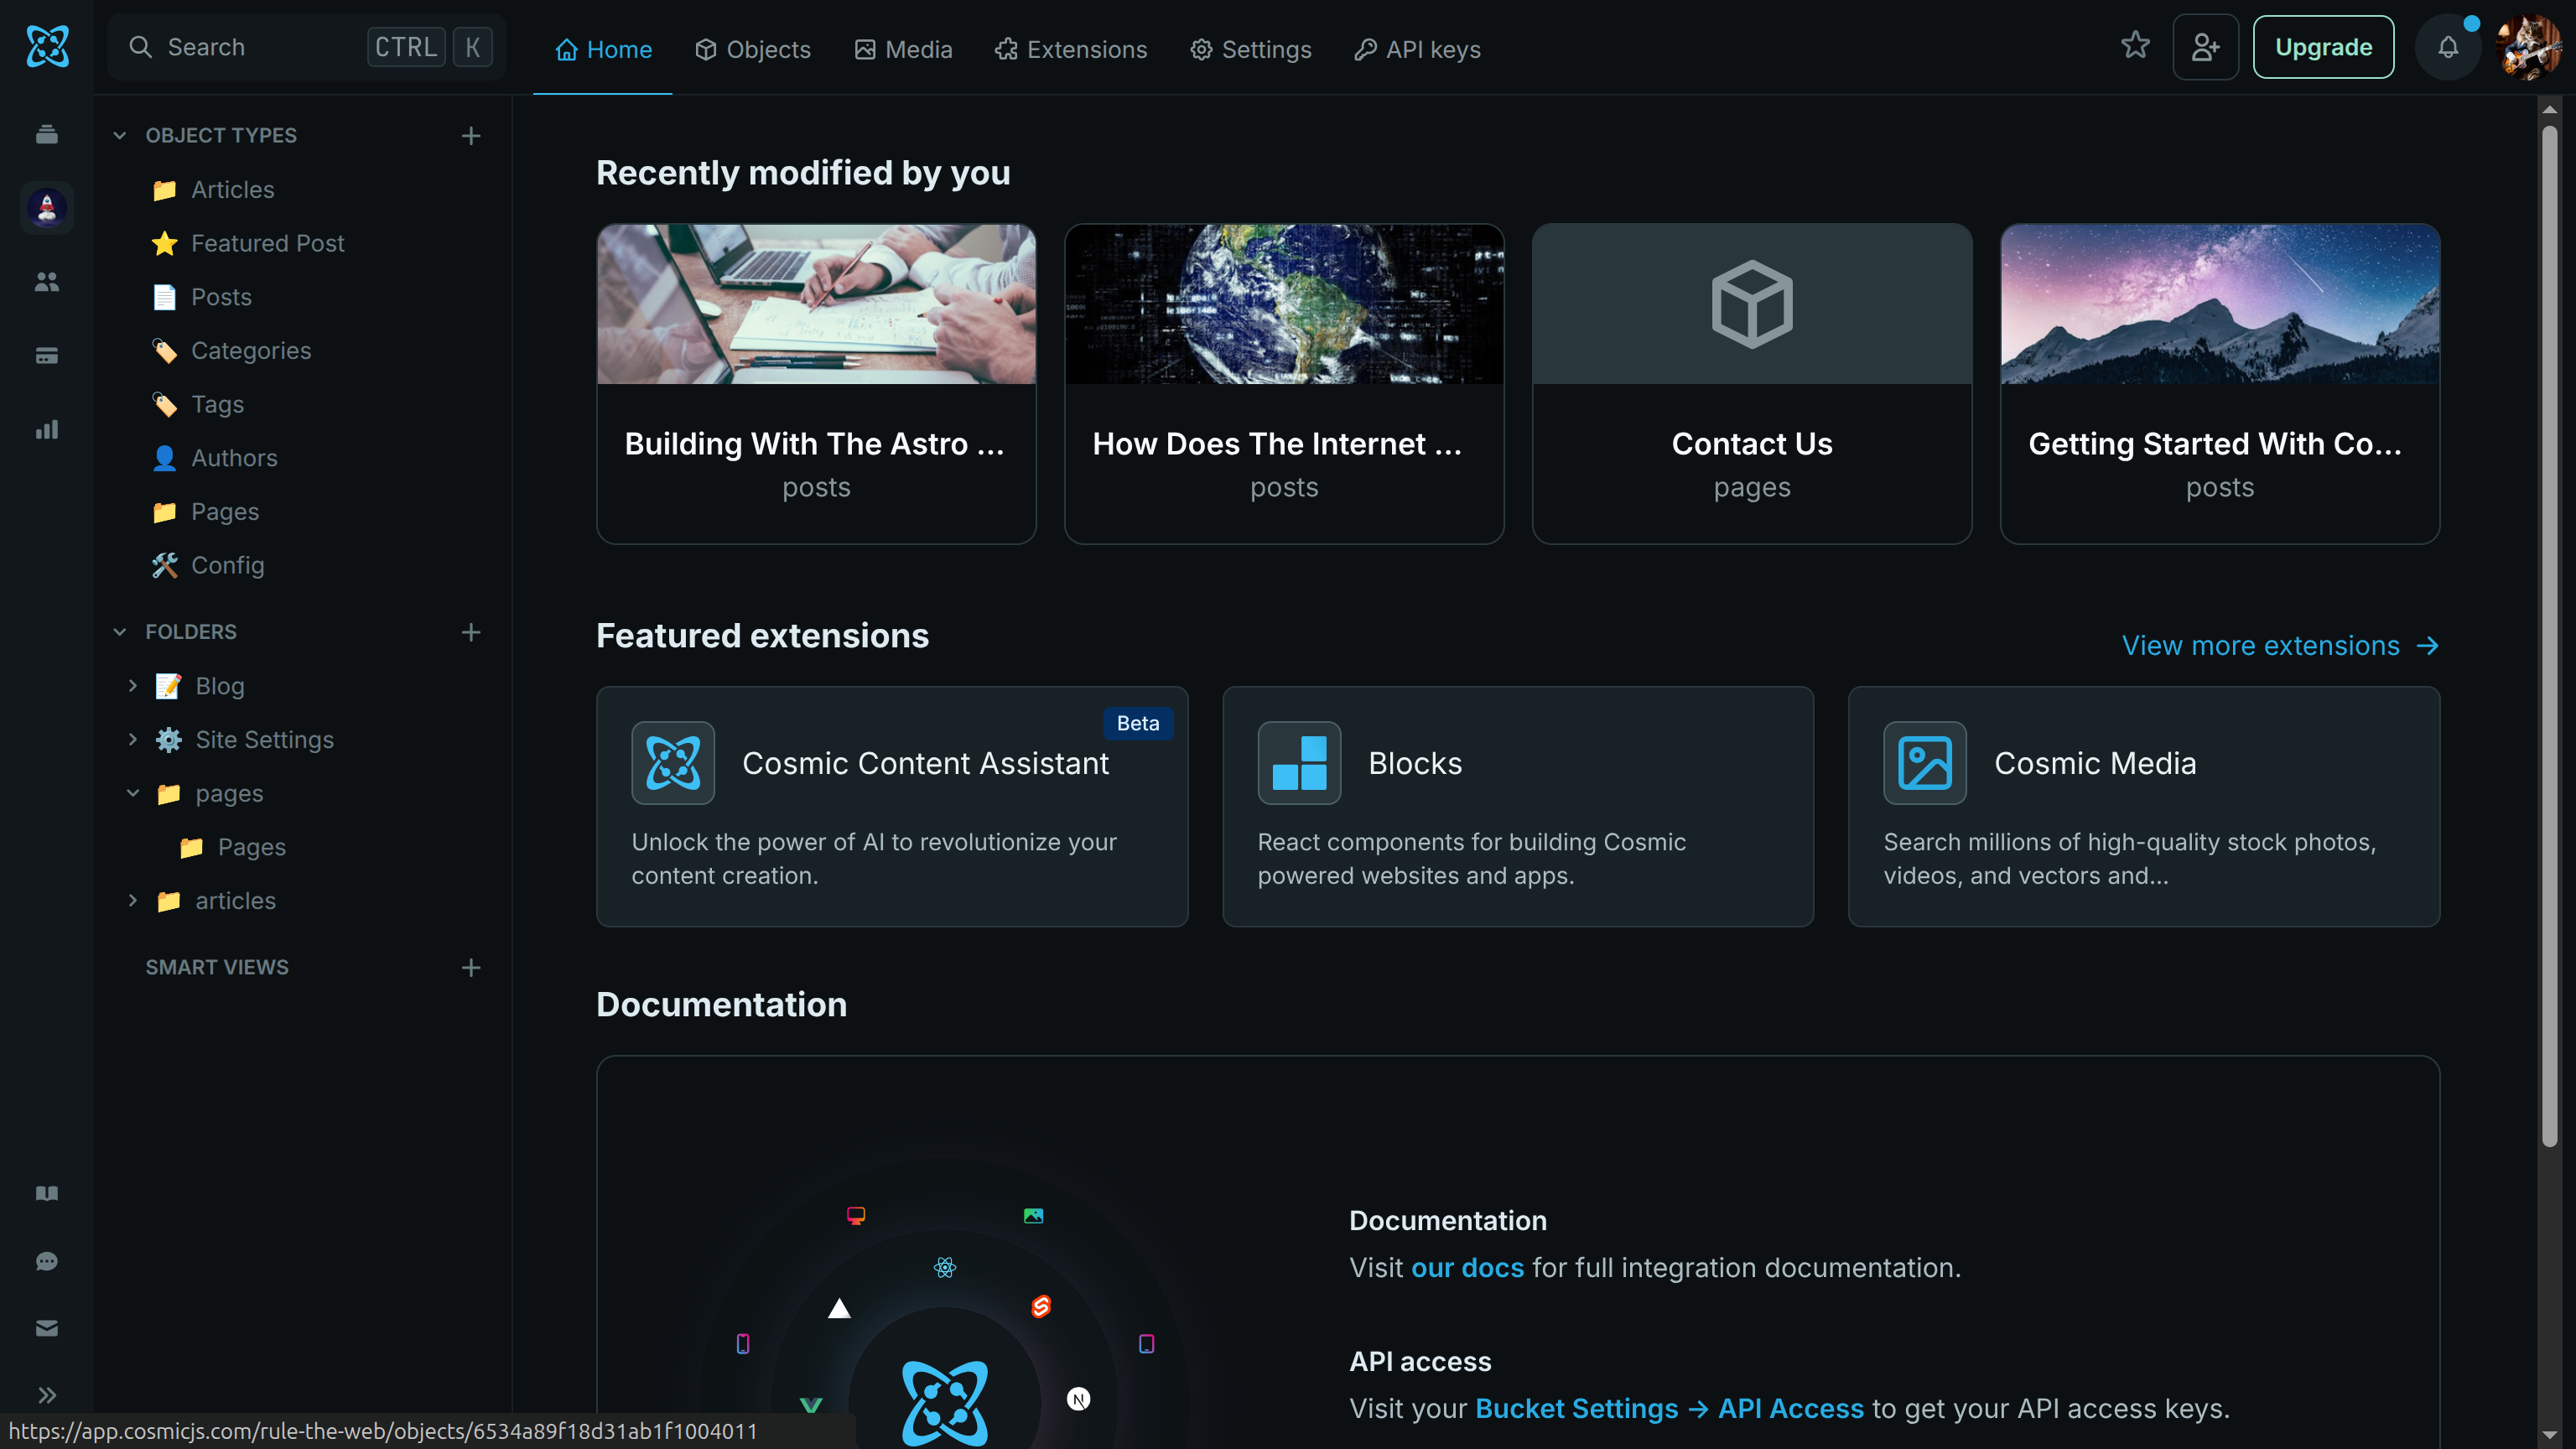 Search
CTRL K
Home
Objects
Media
Extensions
Settings
API keys
Upgrade
OBJECT TYPES
Articles
Featured Post
Posts
Categories
Tags
Authors
Pages
Config
FOLDERS
Blog
Site Settings
pages
Pages
articles
SMART VIEWS
Recently modified by you
Building With The Astro ...
posts
How Does The Internet ...
posts
Contact Us
pages
Getting Started With Co...
posts
Featured extensions
View more extensions →
Beta
Cosmic Content Assistant
Unlock the power of AI to revolutionize your
content creation.
Blocks
React components for building Cosmic
powered websites and apps.
Cosmic Media
Search millions of high-quality stock photos,
videos, and vectors and...
Documentation
Documentation
Visit our docs for full integration documentation.
API access
Visit your Bucket Settings → API Access to get your API access keys.
N
https://app.cosmicjs.com/rule-the-web/objects/6534a89f18d31ab1f1004011